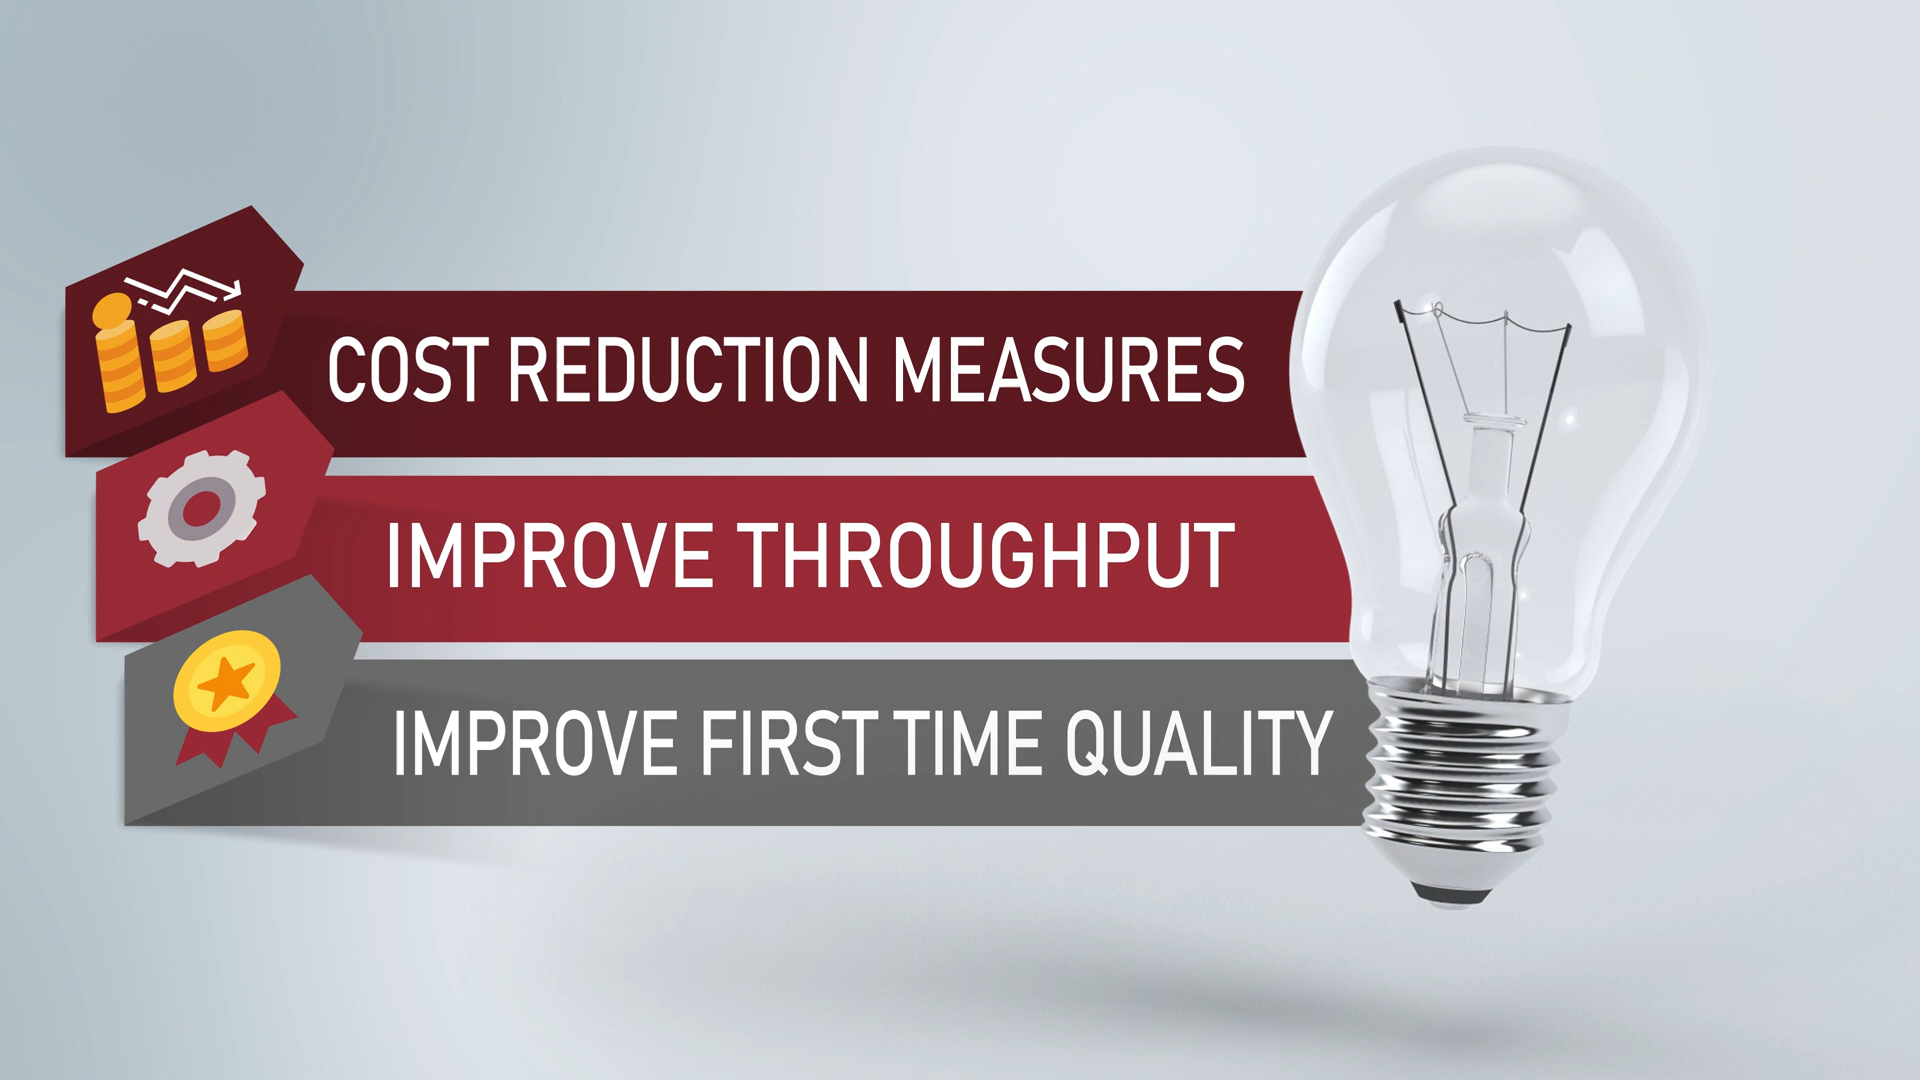 COST REDUCTION MEASURES
IMPROVE THROUGHPUT
IMPROVE FIRST TIME QUALITY